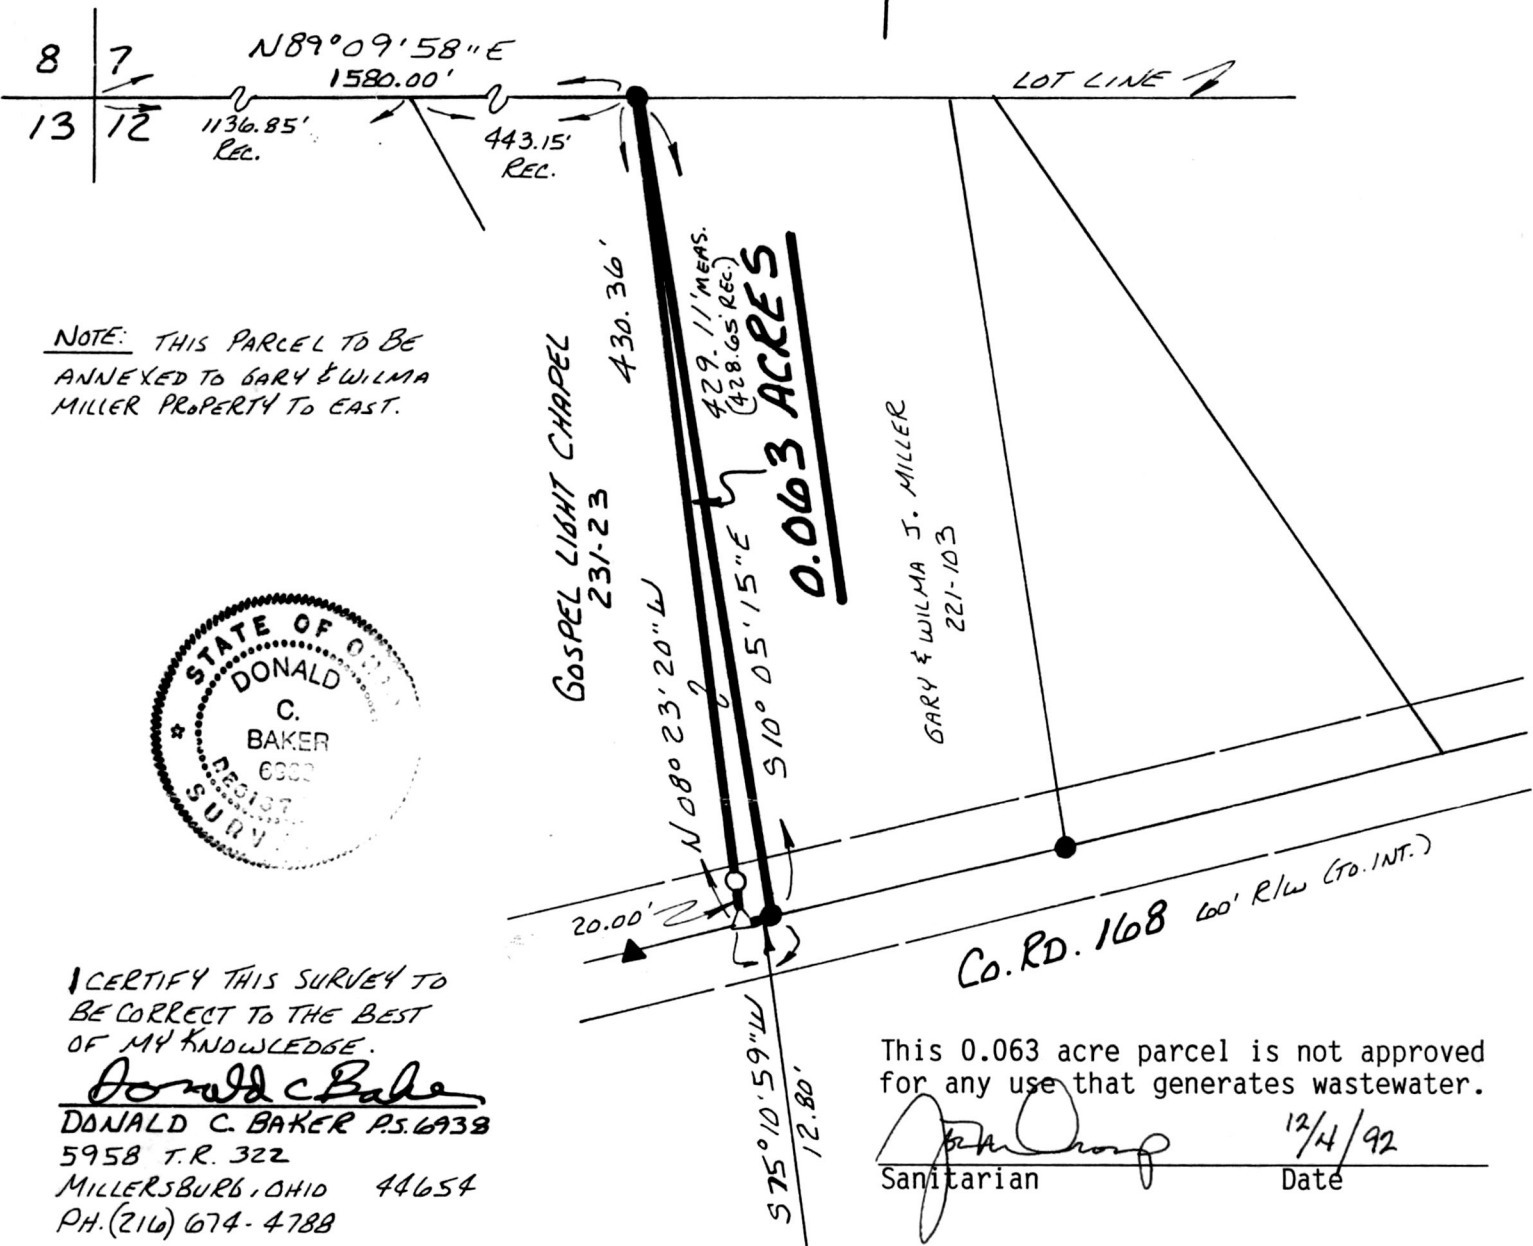 8 7
13 12
N89°09'58"E
1580.00'
1136.85'
REC.
443.15'
REC.
LOT LINE
NOTE: THIS PARCEL TO BE
ANNEXED TO GARY & WILMA
MILLER PROPERTY TO EAST.
GOSPEL LIGHT CHAPEL
231-23
430.36'
N 08° 23' 20" W
429.11' MEAS.
(428.65' REC.)
0.063 ACRES
S 10° 05' 15" E
GARY & WILMA J. MILLER
221-103
STATE OF
DONALD
C.
BAKER
20.00'
CO. RD. 168 60' R/W (TO. INT.)
S 75° 10' 59" W
12.80'
I CERTIFY THIS SURVEY TO
BE CORRECT TO THE BEST
OF MY KNOWLEDGE.
Donald C Baker
DONALD C. BAKER P.S. 6938
5958 T.R. 322
MILLERSBURG, OHIO 44654
PH. (216) 674-4788
This 0.063 acre parcel is not approved
for any use that generates wastewater.
12/4/92
Sanitarian Date